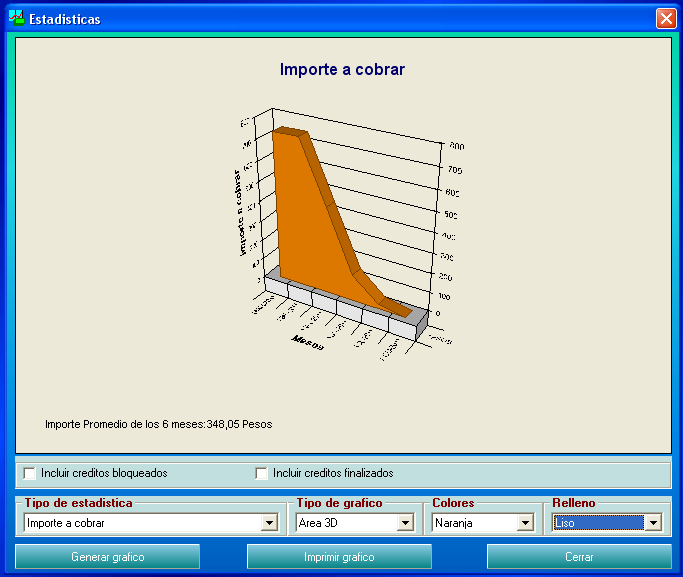 Estadisticas
Importe a cobrar
800
700
600
500
400
300
200
100
0
Importe a cobrar
Meses
Importe Promedio de los 6 meses:348,05 Pesos
Incluir creditos bloqueados
Incluir creditos finalizados
Tipo de estadistica
Tipo de grafico
Colores
Relleno
Importe a cobrar
Area 3D
Naranja
Liso
Generar grafico
Imprimir grafico
Cerrar